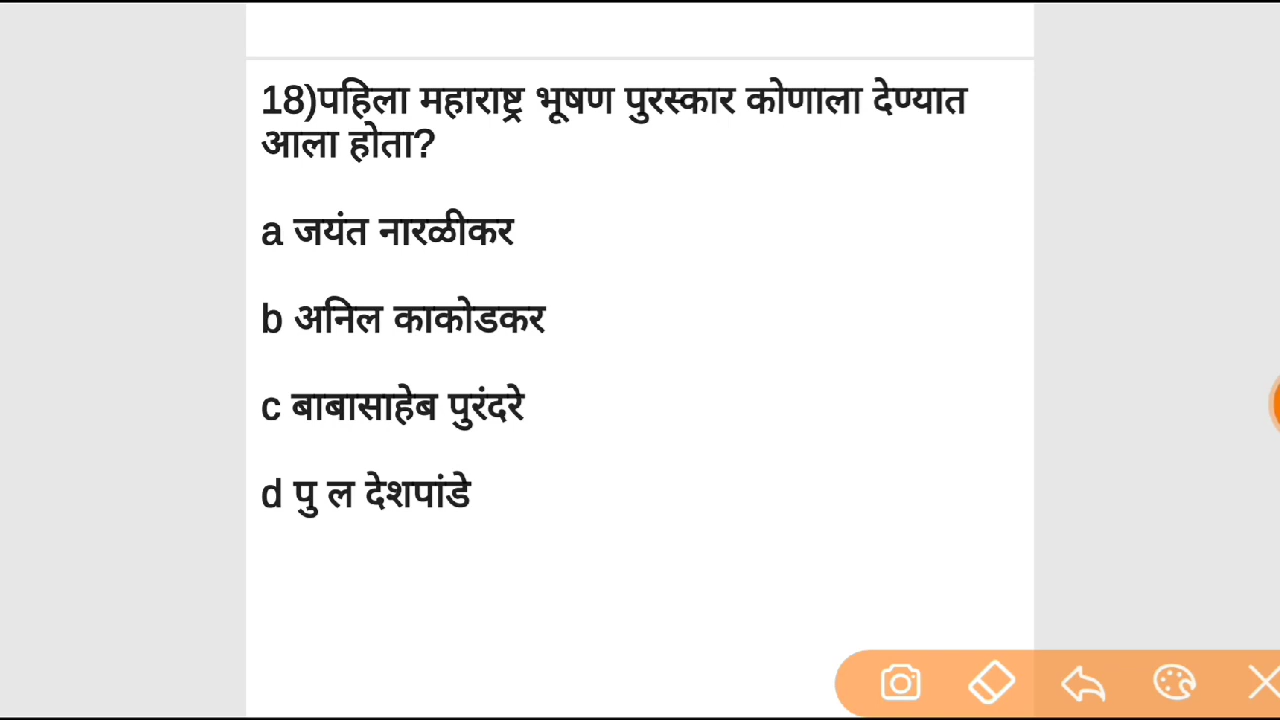 18)पहिला महाराष्ट्र भूषण पुरस्कार कोणाला देण्यात
आला होता?
a जयंत नारळीकर
b अनिल काकोडकर
c बाबासाहेब पुरंदरे
d पु ल देशपांडे